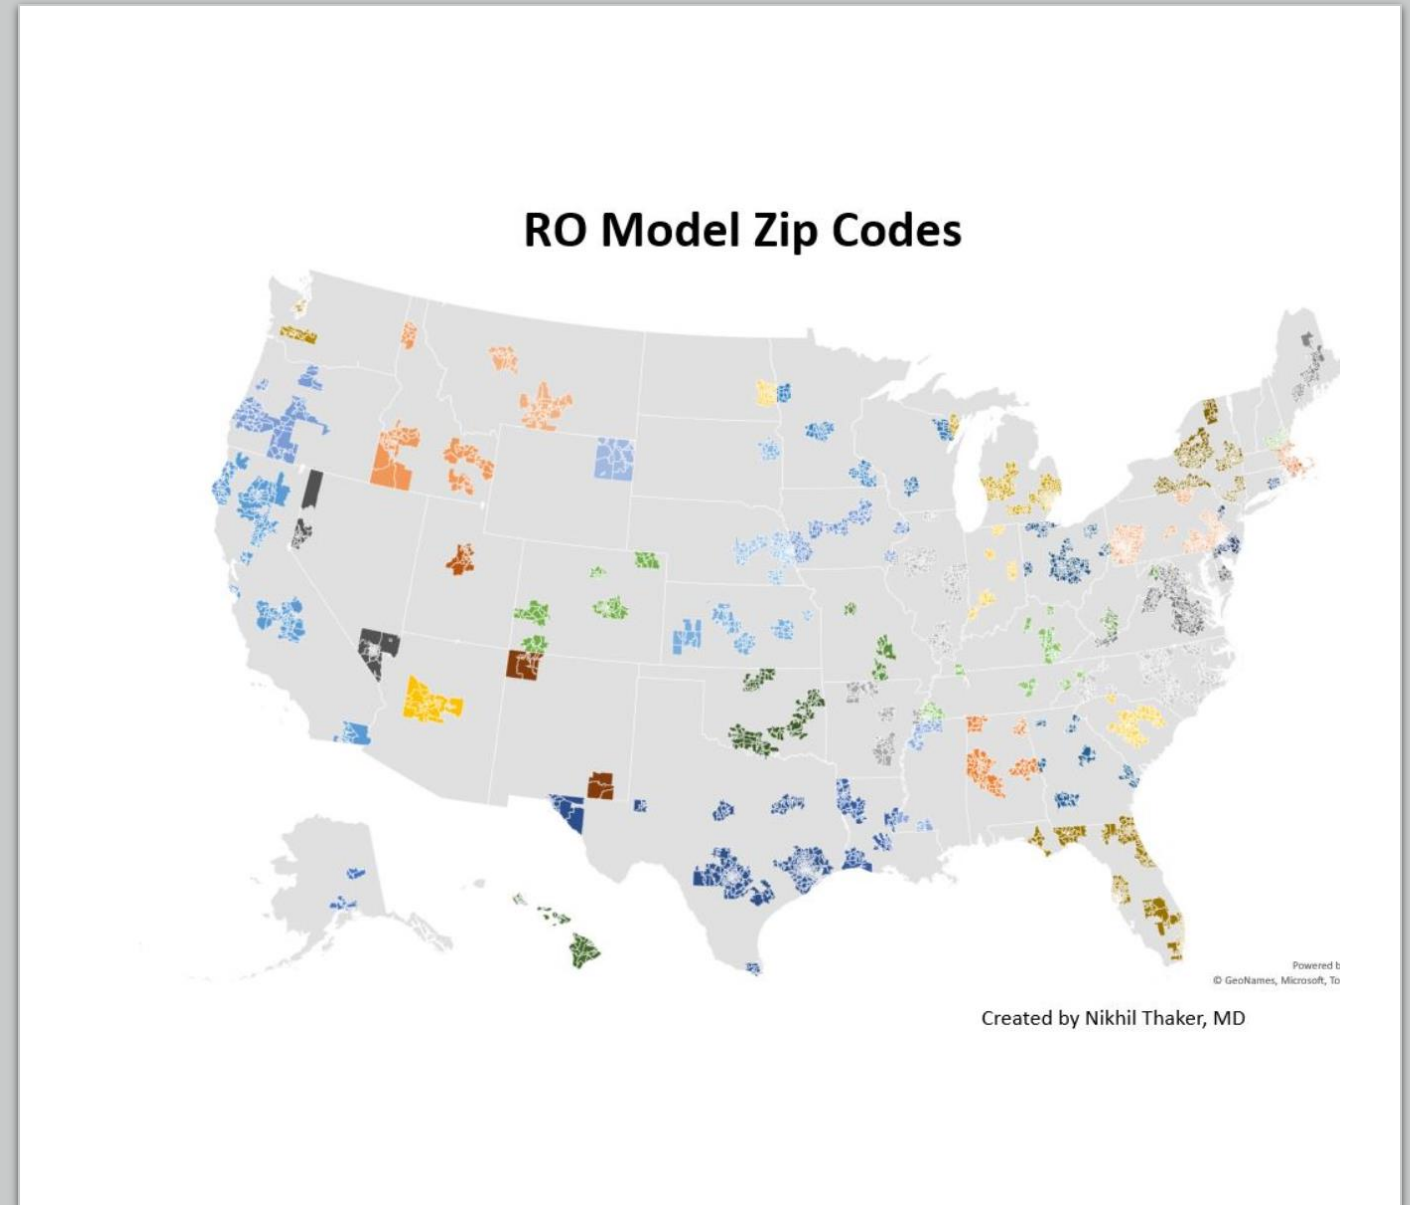 RO Model Zip Codes
Powered b
© GeoNames, Microsoft, To
Created by Nikhil Thaker, MD